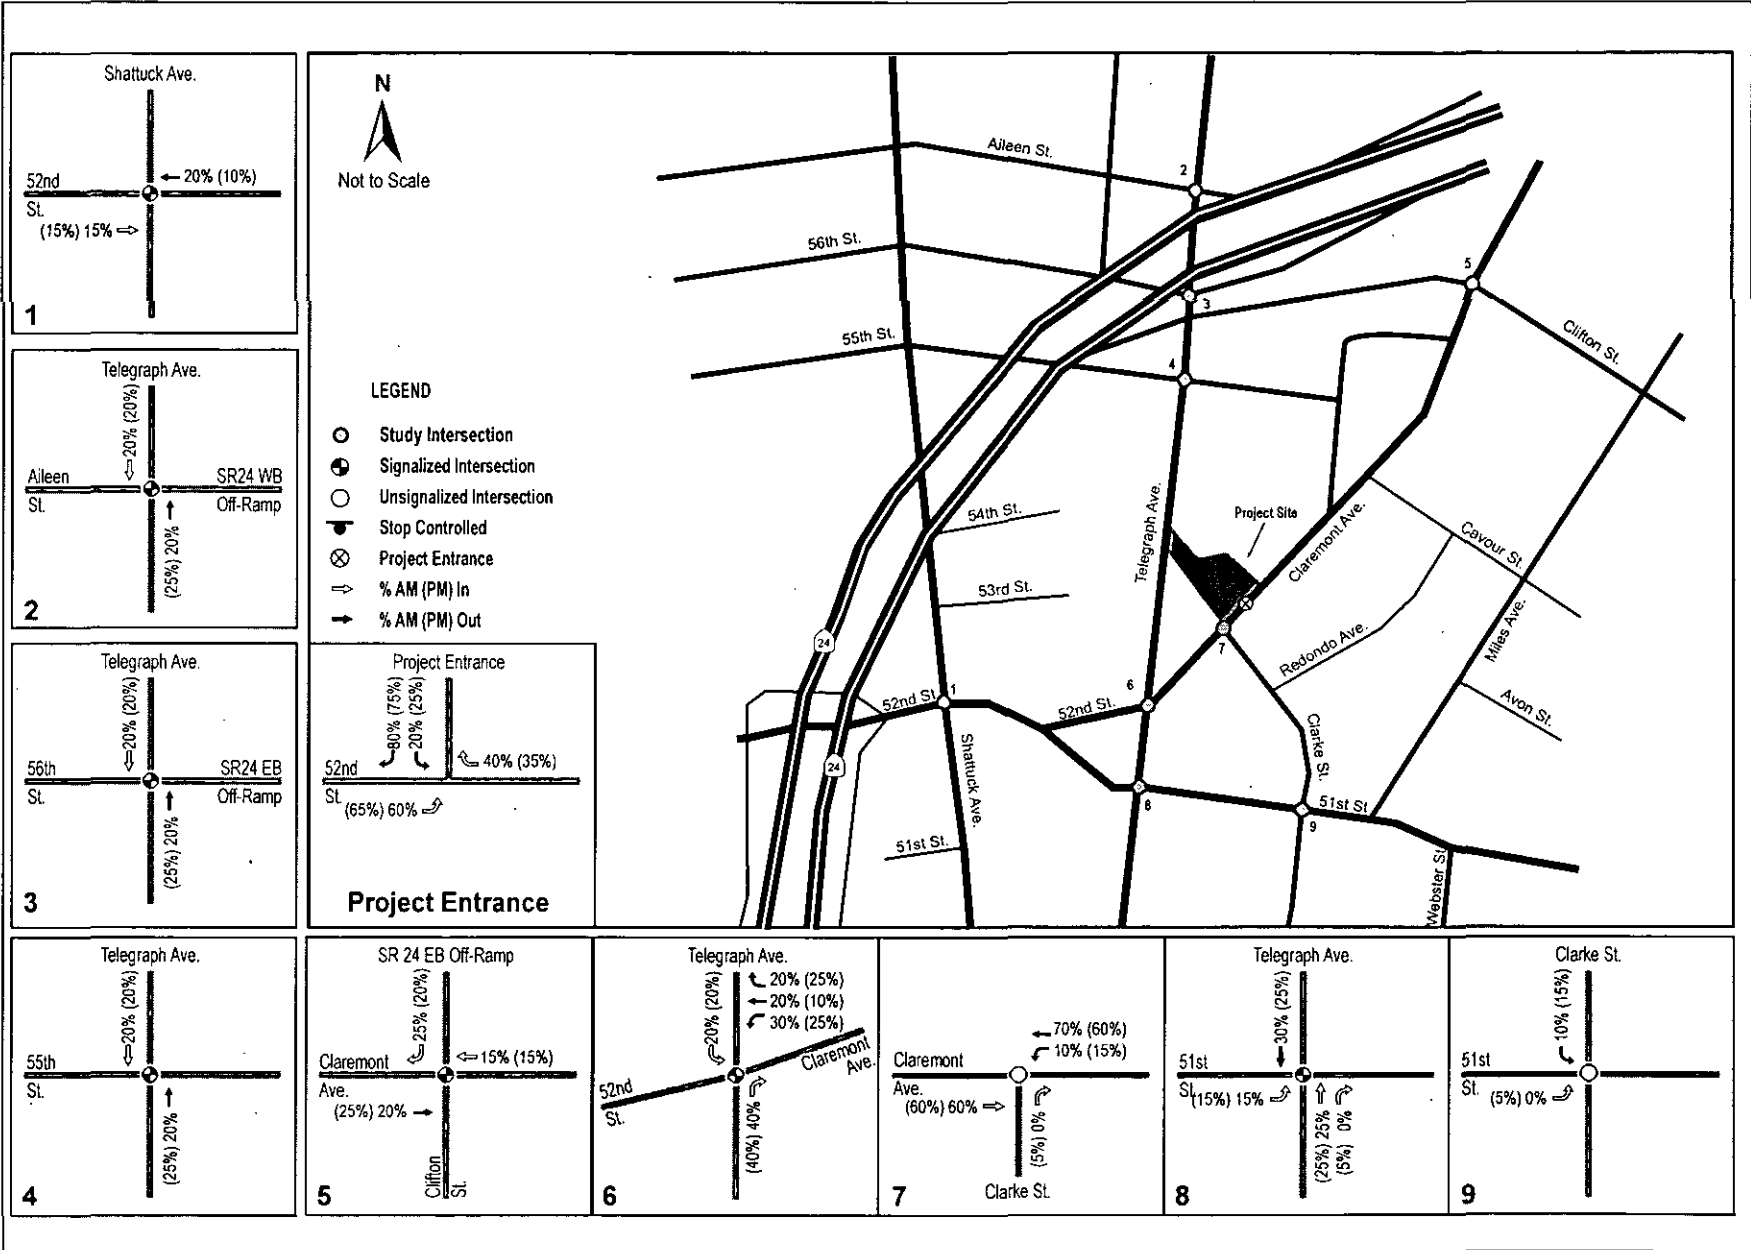 Shattuck Ave.
20% (10%)
52nd
St.
(15%) 15%
1
Telegraph Ave.
20% (20%)
Aileen
St.
SR24 WB
Off-Ramp
(25%) 20%
2
Telegraph Ave.
20% (20%)
56th
St.
SR24 EB
Off-Ramp
(25%) 20%
3
Telegraph Ave.
20% (20%)
55th
St.
(25%) 20%
4
N
Not to Scale
LEGEND
Study Intersection
Signalized Intersection
Unsignalized Intersection
Stop Controlled
Project Entrance
% AM (PM) In
% AM (PM) Out
Project Entrance
80% (75%)
20% (25%)
40% (35%)
52nd
St.
(65%) 60%
Project Entrance
Aileen St.
2
56th St.
3
5
55th St.
4
Clifton St.
54th St.
Telegraph Ave.
Project Site
Claremont Ave.
Cavour St.
53rd St.
24
7
Redondo Ave.
Miles Ave.
52nd St.
1
52nd St.
6
Avon St.
24
Shattuck Ave.
Clarke St.
8
51st St
9
51st St.
Webster St.
SR 24 EB Off-Ramp
25% (20%)
Claremont
Ave.
15% (15%)
(25%) 20%
Clifton
St.
5
Telegraph Ave.
20% (20%)
20% (25%)
20% (10%)
30% (25%)
Claremont
Ave.
52nd
St.
(40%) 40%
6
70% (60%)
10% (15%)
Claremont
Ave.
(60%) 60%
(5%) 0%
Clarke St.
7
Telegraph Ave.
30% (25%)
51st
St.
(15%) 15%
(25%) 25%
(5%) 0%
8
Clarke St.
10% (15%)
51st
St.
(5%) 0%
9